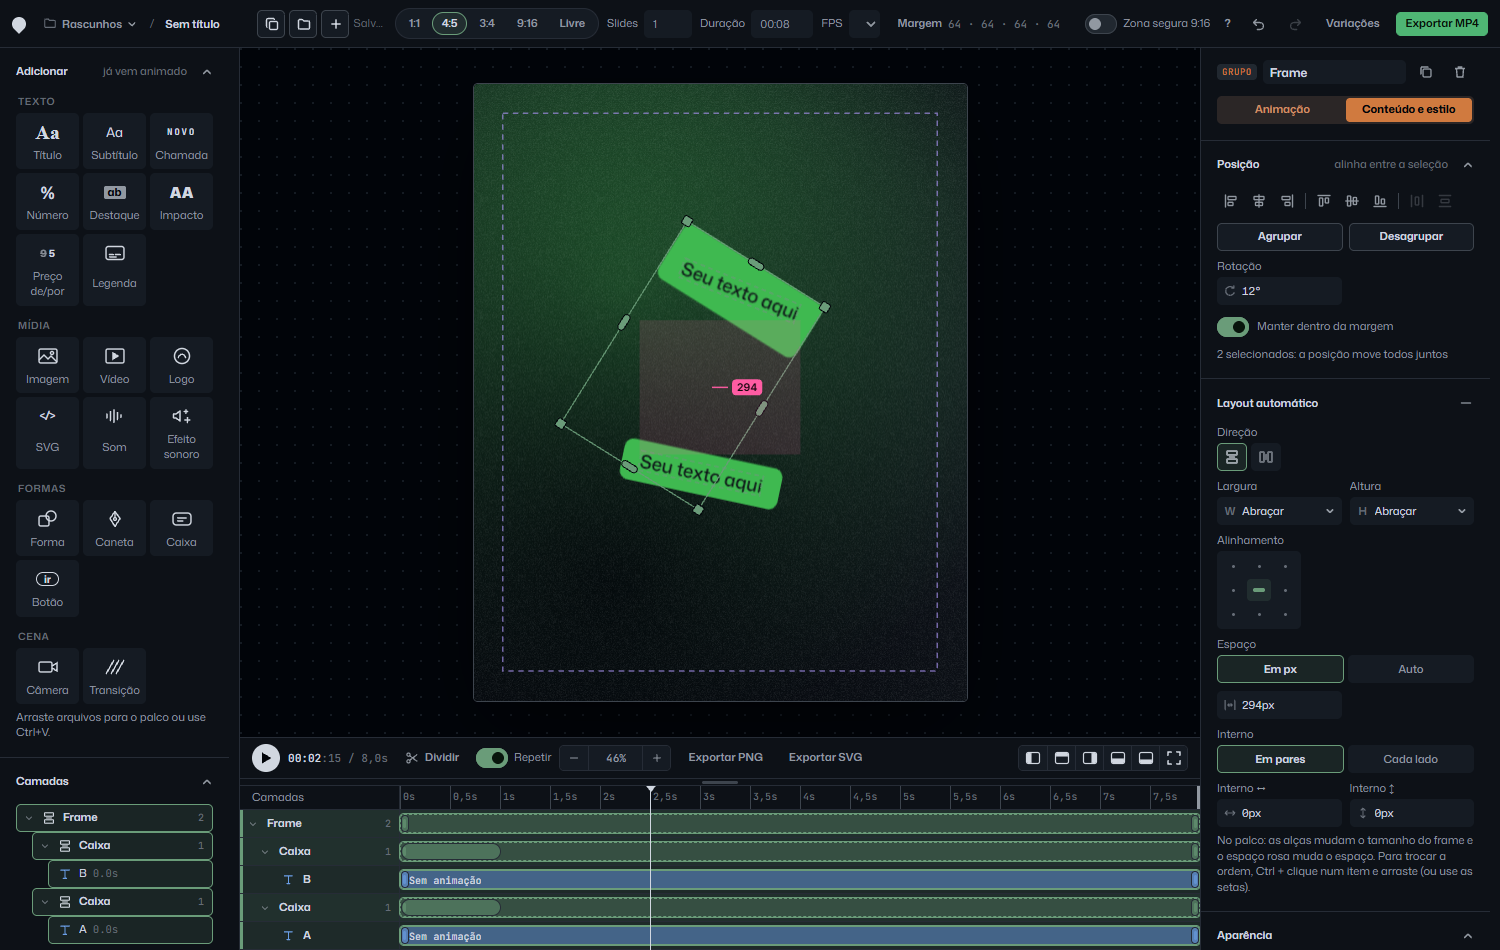 Rascunhos / Sem título
Salv...
1:1 4:5 3:4 9:16 Livre
Slides 1
Duração 00:08
FPS
Margem 64 · 64 · 64 · 64
Zona segura 9:16 ?
Variações
Exportar MP4
Adicionar já vem animado
TEXTO
Aa Aa NOVO
Título Subtítulo Chamada
% ab AA
Número Destaque Impacto
9 5
Preço de/por Legenda
MÍDIA
Imagem Vídeo Logo
</>
SVG Som Efeito sonoro
FORMAS
Forma Caneta Caixa
ir
Botão
CENA
Câmera Transição
Arraste arquivos para o palco ou use
Ctrl+V.
Camadas
Frame 2
Caixa 1
B 0.0s
Caixa 1
A 0.0s
Seu texto aqui
294
Seu texto aqui
00:02:15 / 8,0s
Dividir
Repetir
− 46% +
Exportar PNG
Exportar SVG
Camadas
0s 0,5s 1s 1,5s 2s 2,5s 3s 3,5s 4s 4,5s 5s 5,5s 6s 6,5s 7s 7,5s
Frame 2
Caixa 1
B Sem animação
Caixa 1
A Sem animação
GRUPO Frame
Animação Conteúdo e estilo
Posição alinha entre a seleção
Agrupar Desagrupar
Rotação
12°
Manter dentro da margem
2 selecionados: a posição move todos juntos
Layout automático
Direção
Largura Altura
W Abraçar H Abraçar
Alinhamento
Espaço
Em px Auto
294px
Interno
Em pares Cada lado
Interno ↔ Interno ↕
0px 0px
No palco: as alças mudam o tamanho do frame e
o espaço rosa muda o espaço. Para trocar a
ordem, Ctrl + clique num item e arraste (ou use as
setas).
Aparência